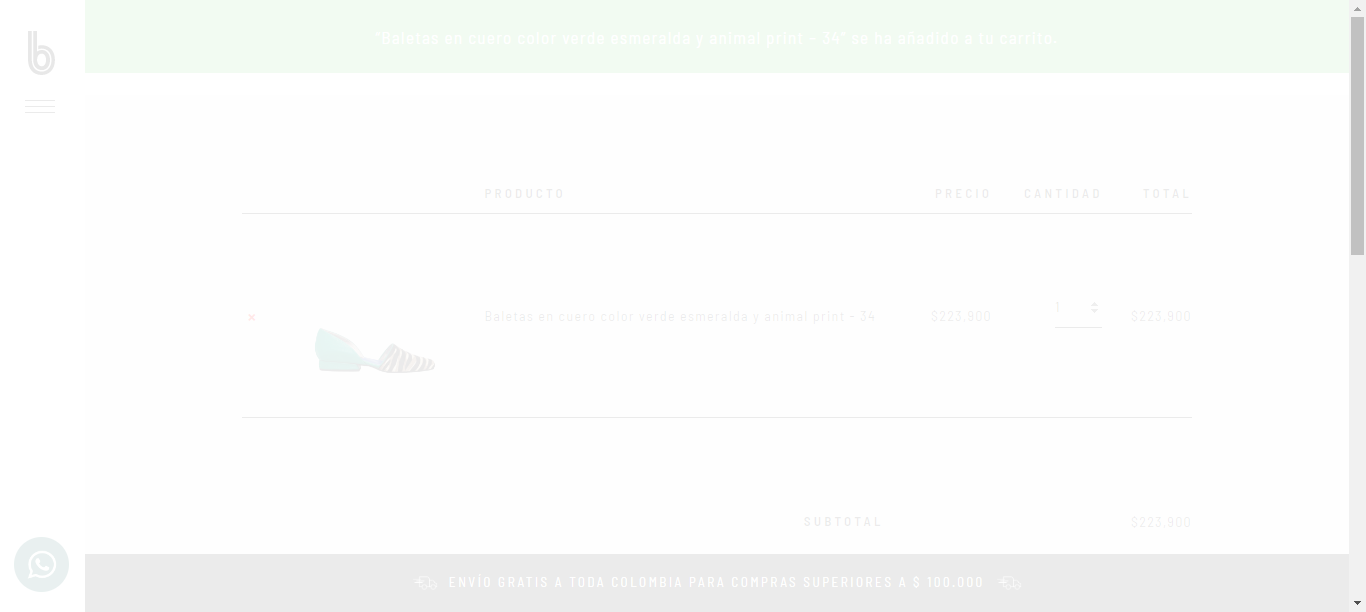 b
"Baletas en cuero color verde esmeralda y animal print - 34" se ha añadido a tu carrito.
PRODUCTO PRECIO CANTIDAD TOTAL
× Baletas en cuero color verde esmeralda y animal print - 34 $223,900 1 $223,900
SUBTOTAL $223,900
ENVÍO GRATIS A TODA COLOMBIA PARA COMPRAS SUPERIORES A $ 100.000